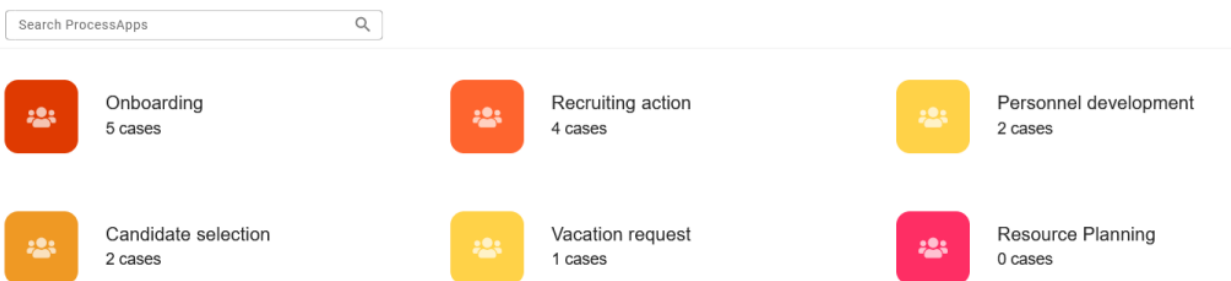 Search ProcessApps
Onboarding
5 cases
Recruiting action
4 cases
Personnel development
2 cases
Candidate selection
2 cases
Vacation request
1 cases
Resource Planning
0 cases